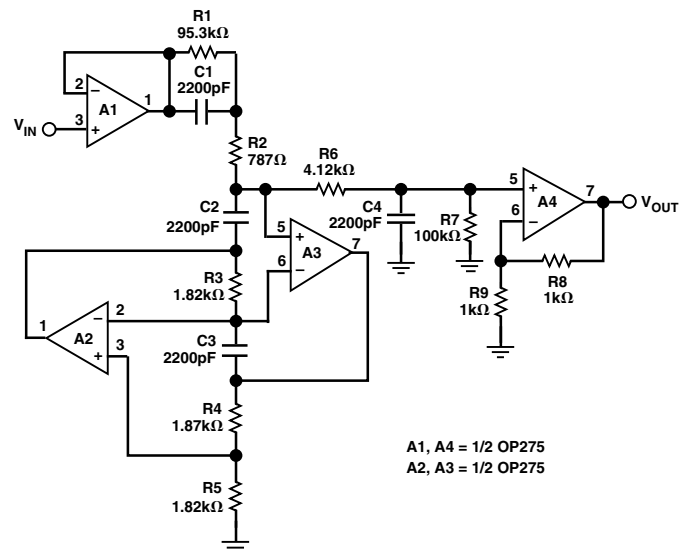 R1
95.3kΩ
C1
2200pF
2
–
A1
1
3
+
VIN
R2
787Ω
R6
4.12kΩ
5
+
A4
7
VOUT
6
–
C2
2200pF
C4
2200pF
R7
100kΩ
5
+
A3
7
6
–
R8
1kΩ
R9
1kΩ
R3
1.82kΩ
1
A2
2
–
3
+
C3
2200pF
R4
1.87kΩ
R5
1.82kΩ
A1, A4 = 1/2 OP275
A2, A3 = 1/2 OP275